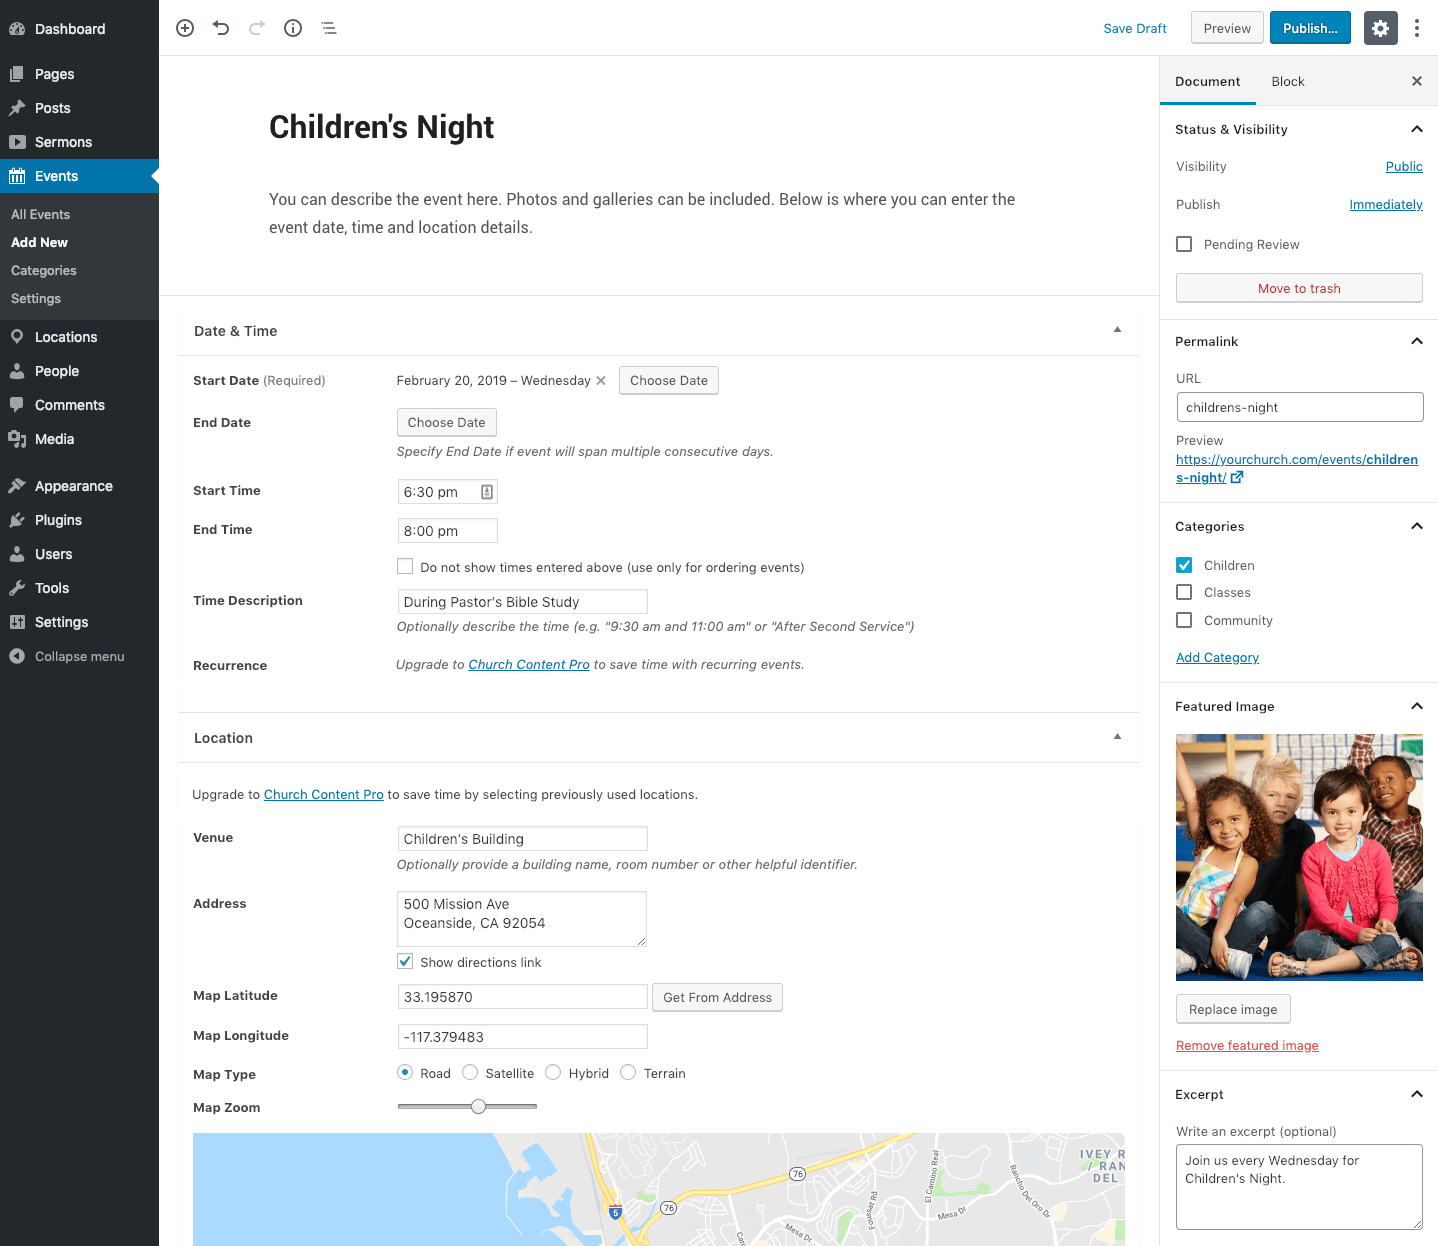 Dashboard
Pages
Posts
Sermons
Events
All Events
Add New
Categories
Settings
Locations
People
Comments
Media
Appearance
Plugins
Users
Tools
Settings
Collapse menu
Save Draft
Preview
Publish...
Children's Night
You can describe the event here. Photos and galleries can be included. Below is where you can enter the
event date, time and location details.
Date & Time
Start Date (Required)
February 20, 2019 – Wednesday
Choose Date
End Date
Choose Date
Specify End Date if event will span multiple consecutive days.
Start Time
6:30 pm
End Time
8:00 pm
Do not show times entered above (use only for ordering events)
Time Description
During Pastor's Bible Study
Optionally describe the time (e.g. "9:30 am and 11:00 am" or "After Second Service")
Recurrence
Upgrade to Church Content Pro to save time with recurring events.
Location
Upgrade to Church Content Pro to save time by selecting previously used locations.
Venue
Children's Building
Optionally provide a building name, room number or other helpful identifier.
Address
500 Mission Ave
Oceanside, CA 92054
Show directions link
Map Latitude
33.195870
Get From Address
Map Longitude
-117.379483
Map Type
Road
Satellite
Hybrid
Terrain
Map Zoom
76
76
5
El Camino Real
Foussat Rd
Mesa Dr
Mesa Dr
Rancho Del Oro Dr
IVEY R
/ RAN
DEL
Document
Block
Status & Visibility
Visibility
Public
Publish
Immediately
Pending Review
Move to trash
Permalink
URL
childrens-night
Preview
https://yourchurch.com/events/children
s-night/
Categories
Children
Classes
Community
Add Category
Featured Image
Replace image
Remove featured image
Excerpt
Write an excerpt (optional)
Join us every Wednesday for
Children's Night.